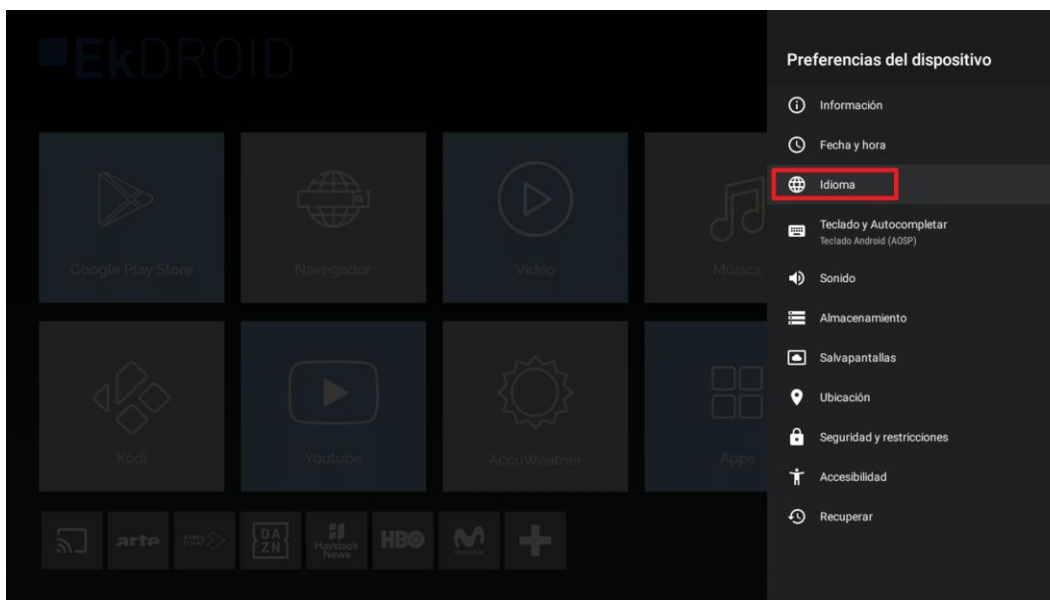 EkDROID
Preferencias del dispositivo
Información
Fecha y hora
Idioma
Teclado y Autocompletar
Teclado Android (AOSP)
Sonido
Almacenamiento
Salvapantallas
Ubicación
Seguridad y restricciones
Accesibilidad
Recuperar
Google Play Store
Navegador
Video
Música
Kodi
Youtube
AccuWeather
Apps
arte
DAZN
Haystack
News
HBO